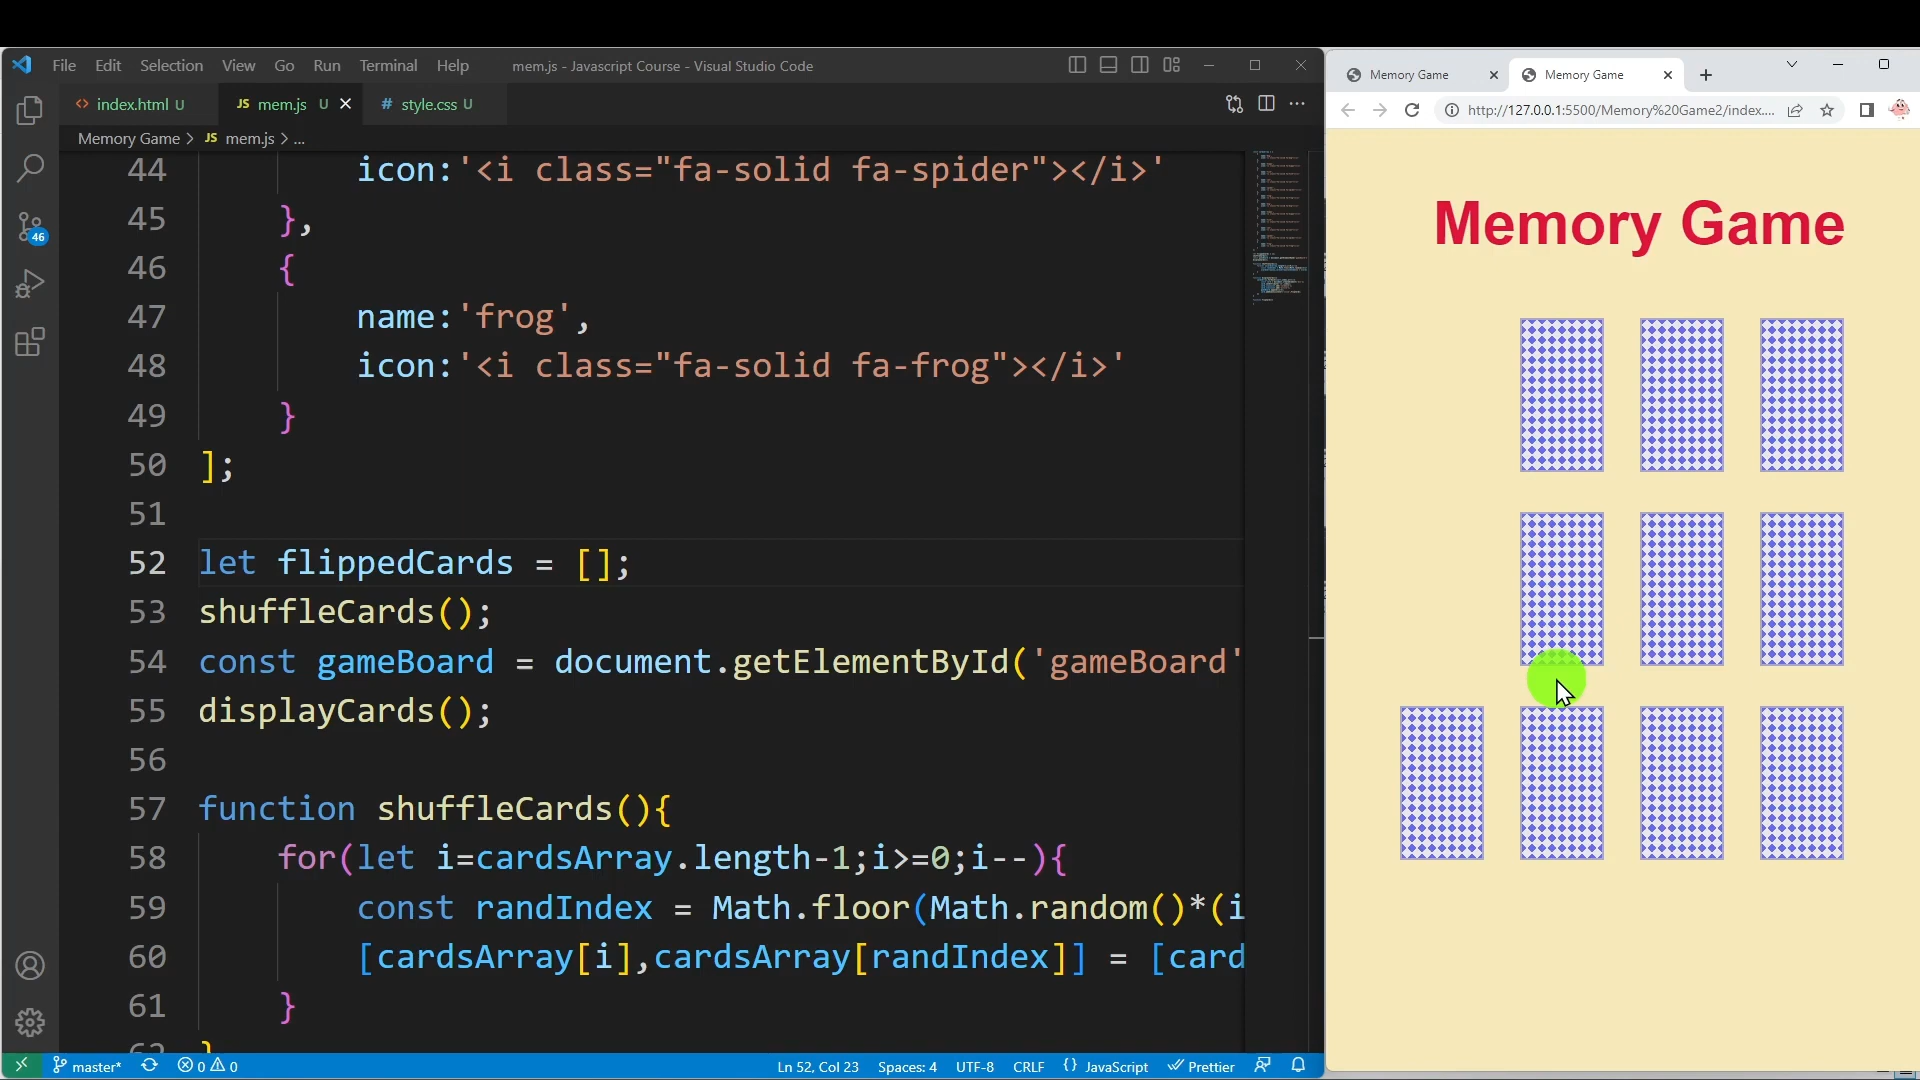 File Edit Selection View Go Run Terminal Help mem.js - Javascript Course - Visual Studio Code
index.html U JS mem.js U # style.css U
Memory Game > JS mem.js > ...
44 icon:'<i class="fa-solid fa-spider"></i>'
45 },
46 {
47 name:'frog',
48 icon:'<i class="fa-solid fa-frog"></i>'
49 }
50 ];
51
52 let flippedCards = [];
53 shuffleCards();
54 const gameBoard = document.getElementById('gameBoard'
55 displayCards();
56
57 function shuffleCards(){
58 for(let i=cardsArray.length-1;i>=0;i--){
59 const randIndex = Math.floor(Math.random()*(i
60 [cardsArray[i],cardsArray[randIndex]] = [card
61 }
62 }
46
master* 0 0 Ln 52, Col 23 Spaces: 4 UTF-8 CRLF {} JavaScript Prettier
Memory Game Memory Game
http://127.0.0.1:5500/Memory%20Game2/index....
Memory Game